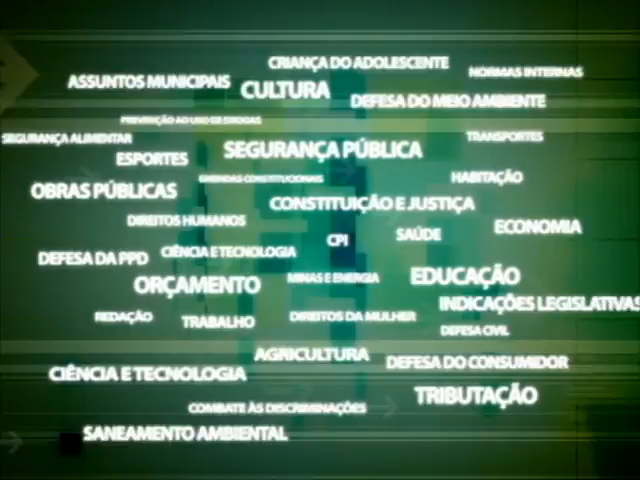 CRIANÇA DO ADOLESCENTE
NORMAS INTERNAS
ASSUNTOS MUNICIPAIS
CULTURA
DEFESA DO MEIO AMBIENTE
PREVENÇÃO AO USO DE DROGAS
SEGURANÇA ALIMENTAR
TRANSPORTES
ESPORTES
SEGURANÇA PÚBLICA
EMENDAS CONSTITUCIONAIS
HABITAÇÃO
OBRAS PÚBLICAS
CONSTITUIÇÃO E JUSTIÇA
DIREITOS HUMANOS
ECONOMIA
CPI
SAÚDE
DEFESA DA PPD
CIÊNCIA E TECNOLOGIA
ORÇAMENTO
MINAS E ENERGIA
EDUCAÇÃO
INDICAÇÕES LEGISLATIVAS
REDAÇÃO
TRABALHO
DIREITOS DA MULHER
DEFESA CIVIL
AGRICULTURA
DEFESA DO CONSUMIDOR
CIÊNCIA E TECNOLOGIA
TRIBUTAÇÃO
COMBATE ÀS DISCRIMINAÇÕES
SANEAMENTO AMBIENTAL